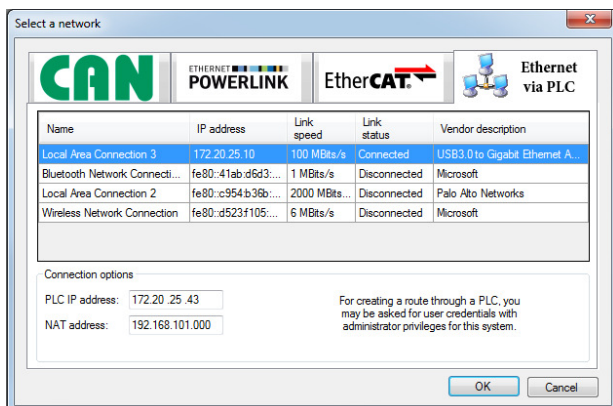 Select a network
CAN
ETHERNET
POWERLINK
EtherCAT.
Ethernet
via PLC
Name IP address Link speed Link status Vendor description
Local Area Connection 3 172.20.25.10 100 MBits/s Connected USB3.0 to Gigabit Ethernet A...
Bluetooth Network Connecti... fe80::41ab:d6d3:... 1 MBits/s Disconnected Microsoft
Local Area Connection 2 fe80::c954:b36b:... 2000 MBits... Disconnected Palo Alto Networks
Wireless Network Connection fe80::d523:f105:... 6 MBits/s Disconnected Microsoft
Connection options
PLC IP address: 172.20 .25 .43
NAT address: 192.168.101.000
For creating a route through a PLC, you
may be asked for user credentials with
administrator privileges for this system.
OK Cancel